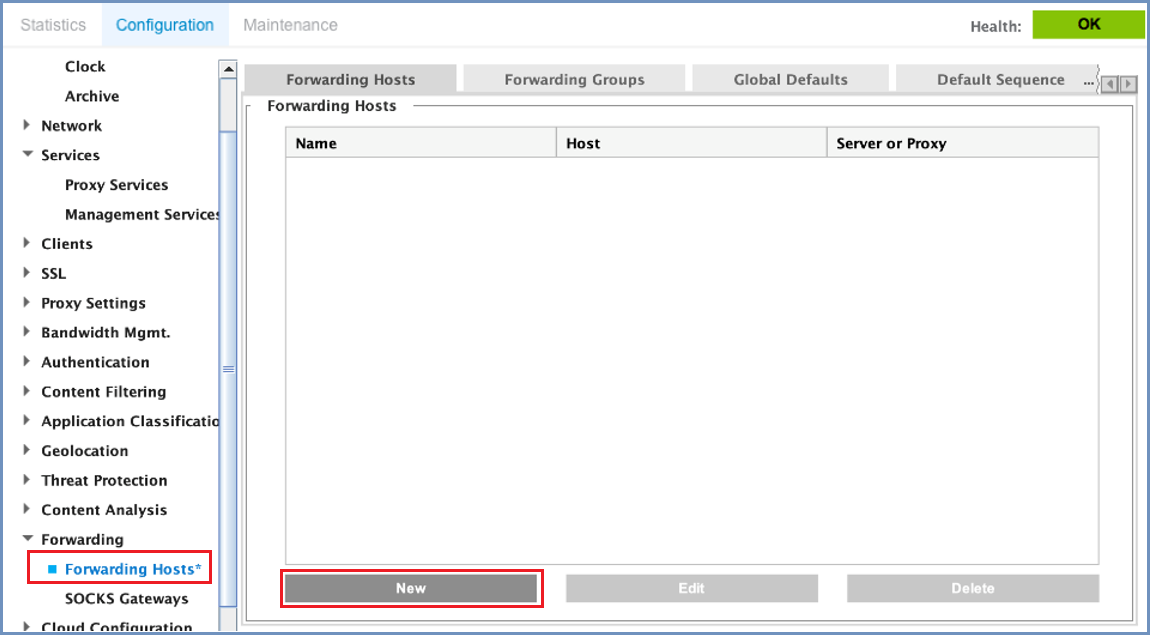 Statistics Configuration Maintenance
Health: OK
Clock
Archive
Network
Services
Proxy Services
Management Services
Clients
SSL
Proxy Settings
Bandwidth Mgmt.
Authentication
Content Filtering
Application Classificatio
Geolocation
Threat Protection
Content Analysis
Forwarding
Forwarding Hosts*
SOCKS Gateways
Cloud Configuration
Forwarding Hosts Forwarding Groups Global Defaults Default Sequence ...
Forwarding Hosts
Name Host Server or Proxy
New Edit Delete